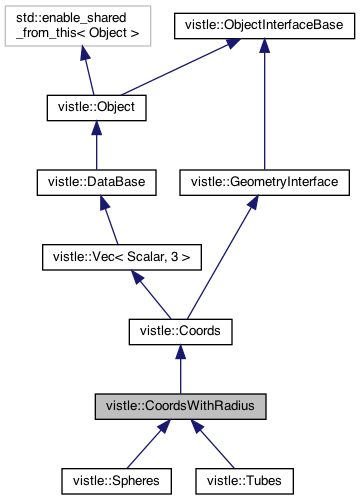 std::enable_shared
_from_this< Object >
vistle::ObjectInterfaceBase
vistle::Object
vistle::DataBase
vistle::GeometryInterface
vistle::Vec< Scalar, 3 >
vistle::Coords
vistle::CoordsWithRadius
vistle::Spheres
vistle::Tubes